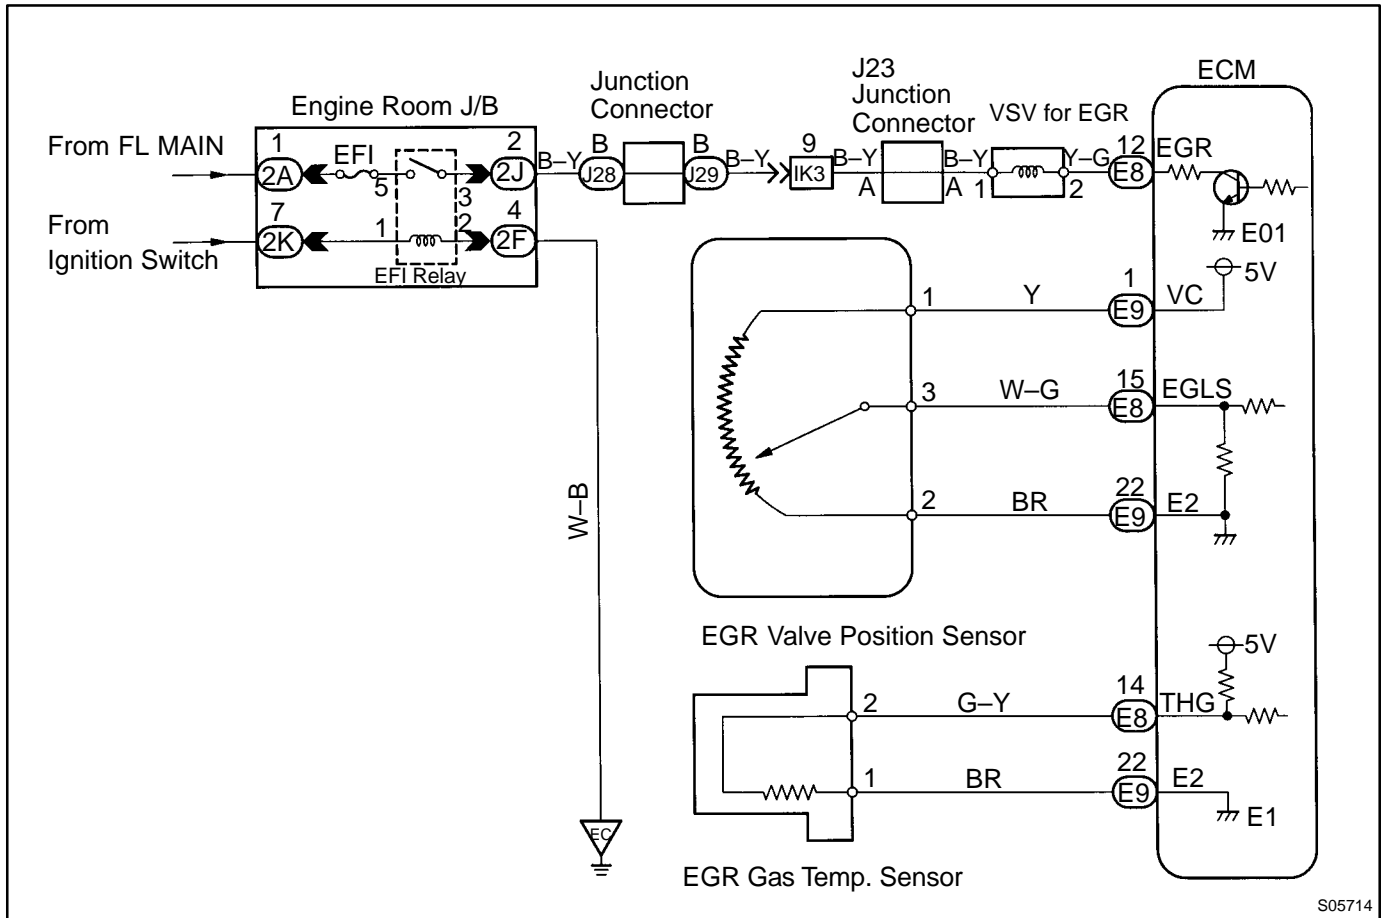 Engine Room J/B
Junction
Connector
J23
Junction
Connector
VSV for EGR
ECM
From FL MAIN
1
2A
EFI
5
3
2
2J
B–Y
B
J28
B
J29
B–Y
9
IK3
B–Y
A
B–Y
A
1
Y–G
2
12
E8
EGR
E01
From
Ignition Switch
7
2K
1
2
4
2F
EFI Relay
5V
1
Y
1
E9
VC
3
W–G
15
E8
EGLS
2
BR
22
E9
E2
W–B
EGR Valve Position Sensor
5V
2
G–Y
14
E8
THG
1
BR
22
E9
E2
E1
EC
EGR Gas Temp. Sensor
S05714